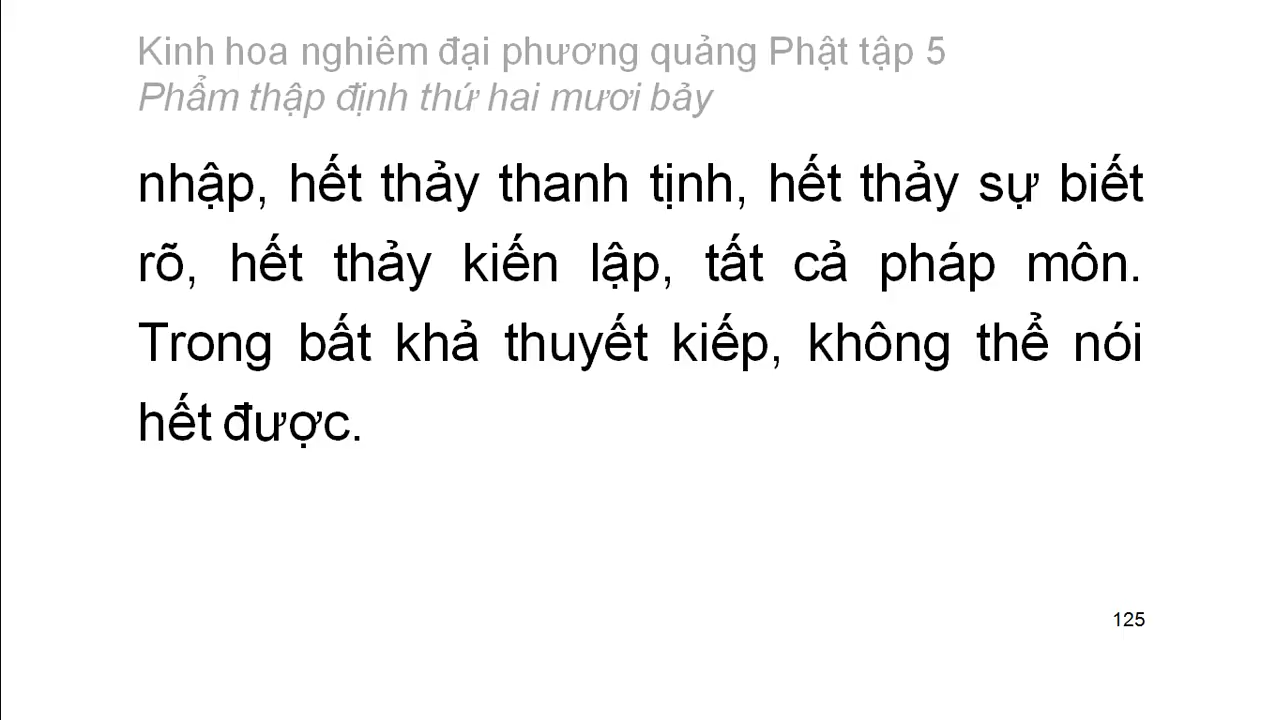 Kinh hoa nghiêm đại phương quảng Phật tập 5
Phẩm thập định thứ hai mươi bảy
nhập, hết thảy thanh tịnh, hết thảy sự biết
rõ, hết thảy kiến lập, tất cả pháp môn.
Trong bất khả thuyết kiếp, không thể nói
hết được.
125